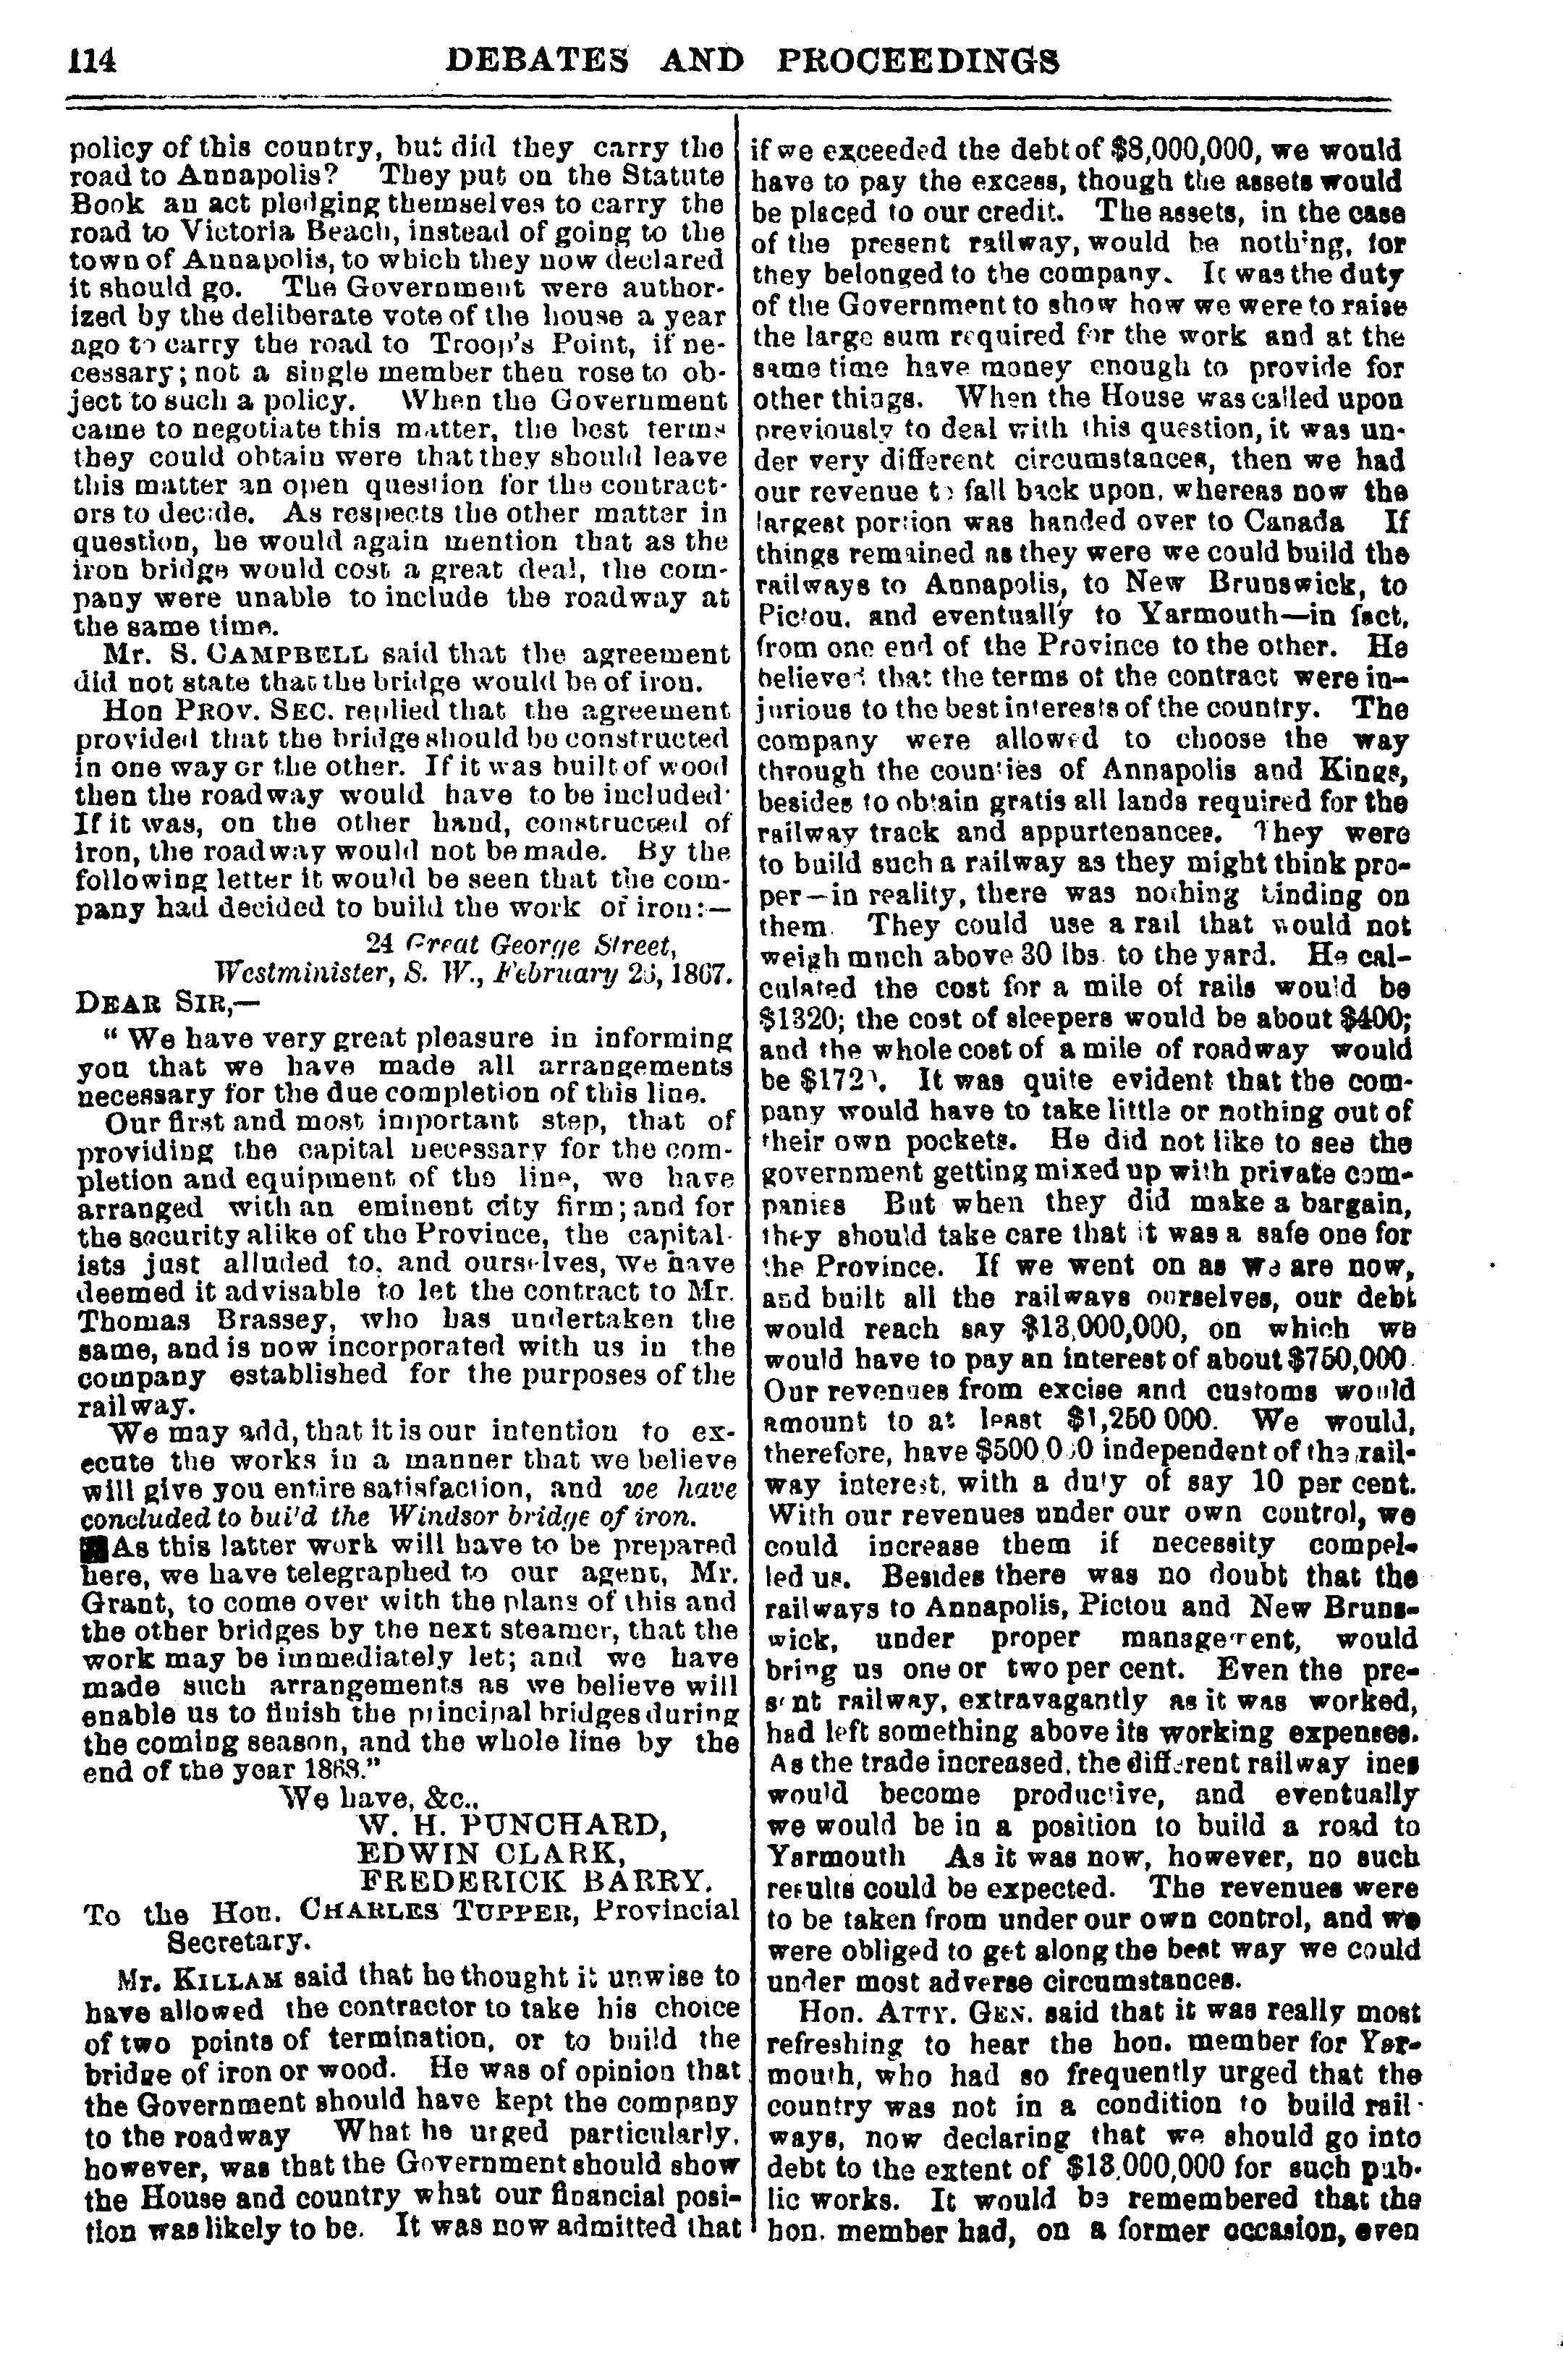 114 DEBATES AND PROCEEDINGS
policy of this country, but did they carry the
road to Annapolis? They put on the Statute
Book an act pledging themselves to carry the
road to Victoria Beach, instead of going to the
town of Annapolis, to which they now declared
it should go. The Government were author-
ized by the deliberate vote of the house a year
ago to carry the road to Troop's Point, if ne-
cessary; not a single member then rose to ob-
ject to such a policy. When the Government
came to negotiate this matter, the best terms
they could obtain were that they should leave
this matter an open question for the contract-
ors to decide. As respects the other matter in
question, he would again mention that as the
iron bridge would cost a great deal, the com-
pany were unable to include the roadway at
the same time.
Mr. S. CAMPBELL said that the agreement
did not state that the bridge would be of iron.
Hon PROV. SEC. replied that the agreement
provided that the bridge should be constructed
in one way or the other. If it was built of wood
then the roadway would have to be included·
If it was, on the other hand, constructed of
iron, the roadway would not be made. By the
following letter it would be seen that the com-
pany had decided to build the work of iron:—
24 Great George Street,
Westminister, S. W., February 23, 1867.
DEAR SIR,—
" We have very great pleasure in informing
you that we have made all arrangements
necessary for the due completion of this line.
Our first and most important step, that of
providing the capital necessary for the com-
pletion and equipment of the line, we have
arranged with an eminent city firm; and for
the security alike of the Province, the capital-
ists just alluded to, and ourselves, we have
deemed it advisable to let the contract to Mr.
Thomas Brassey, who has undertaken the
same, and is now incorporated with us in the
company established for the purposes of the
railway.
We may add, that it is our intention to ex-
ecute the works in a manner that we believe
will give you entire satisfaction, and we have
concluded to build the Windsor bridge of iron.
As this latter work will have to be prepared
here, we have telegraphed to our agent, Mr.
Grant, to come over with the plans of this and
the other bridges by the next steamer, that the
work may be immediately let; and we have
made such arrangements as we believe will
enable us to finish the principal bridges during
the coming season, and the whole line by the
end of the year 1868."
We have, &c.,
W. H. PUNCHARD,
EDWIN CLARK,
FREDERICK BARRY.
To the Hon. CHARLES TUPPER, Provincial
Secretary.
Mr. KILLAM said that he thought it unwise to
have allowed the contractor to take his choice
of two points of termination, or to build the
bridge of iron or wood. He was of opinion that
the Government should have kept the company
to the roadway What he urged particularly,
however, was that the Government should show
the House and country what our financial posi-
tion was likely to be. It was now admitted that
if we exceeded the debt of $8,000,000, we would
have to pay the excess, though the assets would
be placed to our credit. The assets, in the case
of the present railway, would be nothing, for
they belonged to the company. It was the duty
of the Government to show how we were to raise
the large sum required for the work and at the
same time have money enough to provide for
other things. When the House was called upon
previously to deal with this question, it was un-
der very different circumstances, then we had
our revenue to fall back upon, whereas now the
largest portion was handed over to Canada If
things remained as they were we could build the
railways to Annapolis, to New Brunswick, to
Pictou, and eventually to Yarmouth—in fact,
from one end of the Province to the other. He
believed that the terms of the contract were in-
jurious to the best interests of the country. The
company were allowed to choose the way
through the counties of Annapolis and Kings,
besides to obtain gratis all lands required for the
railway track and appurtenances. They were
to build such a railway as they might think pro-
per—in reality, there was nothing binding on
them. They could use a rail that would not
weigh much above 30 lbs. to the yard. He cal-
culated the cost for a mile of rails would be
$1320; the cost of sleepers would be about $400;
and the whole cost of a mile of roadway would
be $1720. It was quite evident that the com-
pany would have to take little or nothing out of
their own pockets. He did not like to see the
government getting mixed up with private com-
panies But when they did make a bargain,
they should take care that it was a safe one for
the Province. If we went on as we are now,
and built all the railways ourselves, our debt
would reach say $13,000,000, on which we
would have to pay an interest of about $750,000.
Our revenues from excise and customs would
amount to at least $1,250 000. We would,
therefore, have $500,000 independent of the rail-
way interest, with a duty of say 10 per cent.
With our revenues under our own control, we
could increase them if necessity compel-
led us. Besides there was no doubt that the
railways to Annapolis, Pictou and New Bruns-
wick, under proper management, would
bring us one or two per cent. Even the pre-
sent railway, extravagantly as it was worked,
had left something above its working expenses.
As the trade increased, the different railway ines
would become productive, and eventually
we would be in a position to build a road to
Yarmouth As it was now, however, no such
results could be expected. The revenues were
to be taken from under our own control, and we
were obliged to get along the best way we could
under most adverse circumstances.
Hon. ATTY. GEN. said that it was really most
refreshing to hear the hon. member for Yar-
mouth, who had so frequently urged that the
country was not in a condition to build rail-
ways, now declaring that we should go into
debt to the extent of $13,000,000 for such pub-
lic works. It would be remembered that the
hon. member had, on a former occasion, even